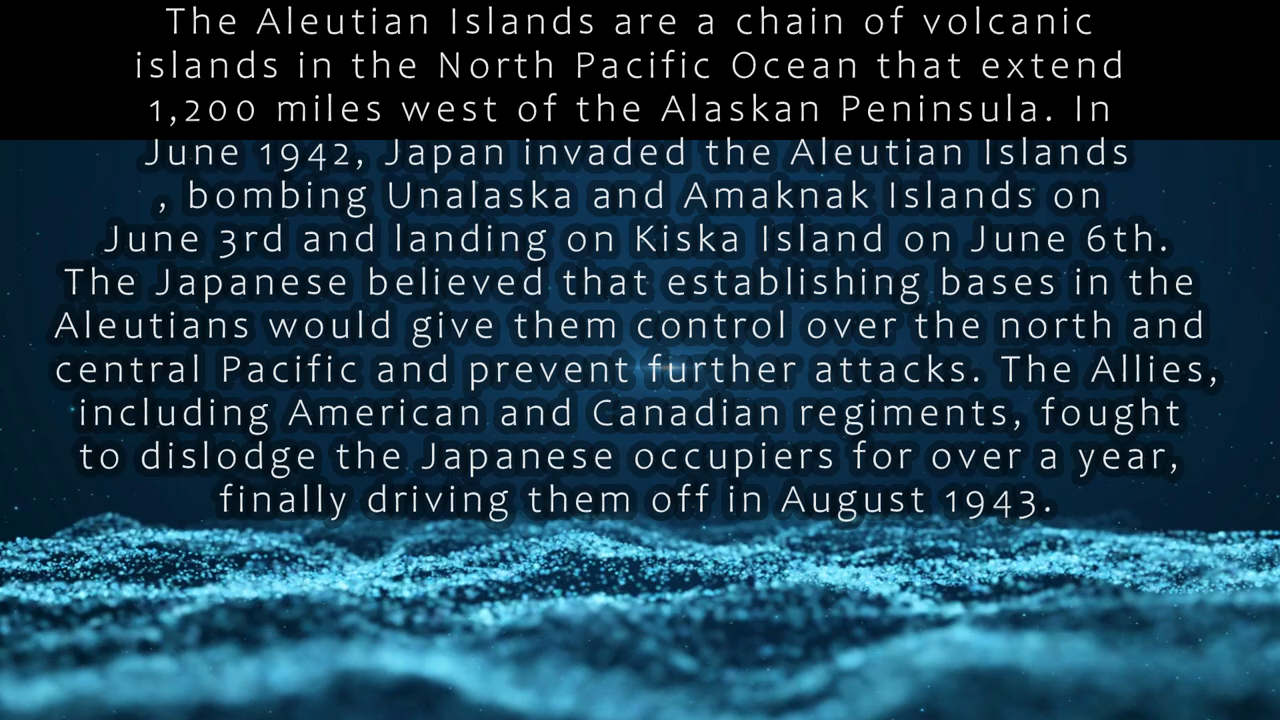 The Aleutian Islands are a chain of volcanic
islands in the North Pacific Ocean that extend
1,200 miles west of the Alaskan Peninsula. In
June 1942, Japan invaded the Aleutian Islands
, bombing Unalaska and Amaknak Islands on
June 3rd and landing on Kiska Island on June 6th.
The Japanese believed that establishing bases in the
Aleutians would give them control over the north and
central Pacific and prevent further attacks. The Allies,
including American and Canadian regiments, fought
to dislodge the Japanese occupiers for over a year,
finally driving them off in August 1943.